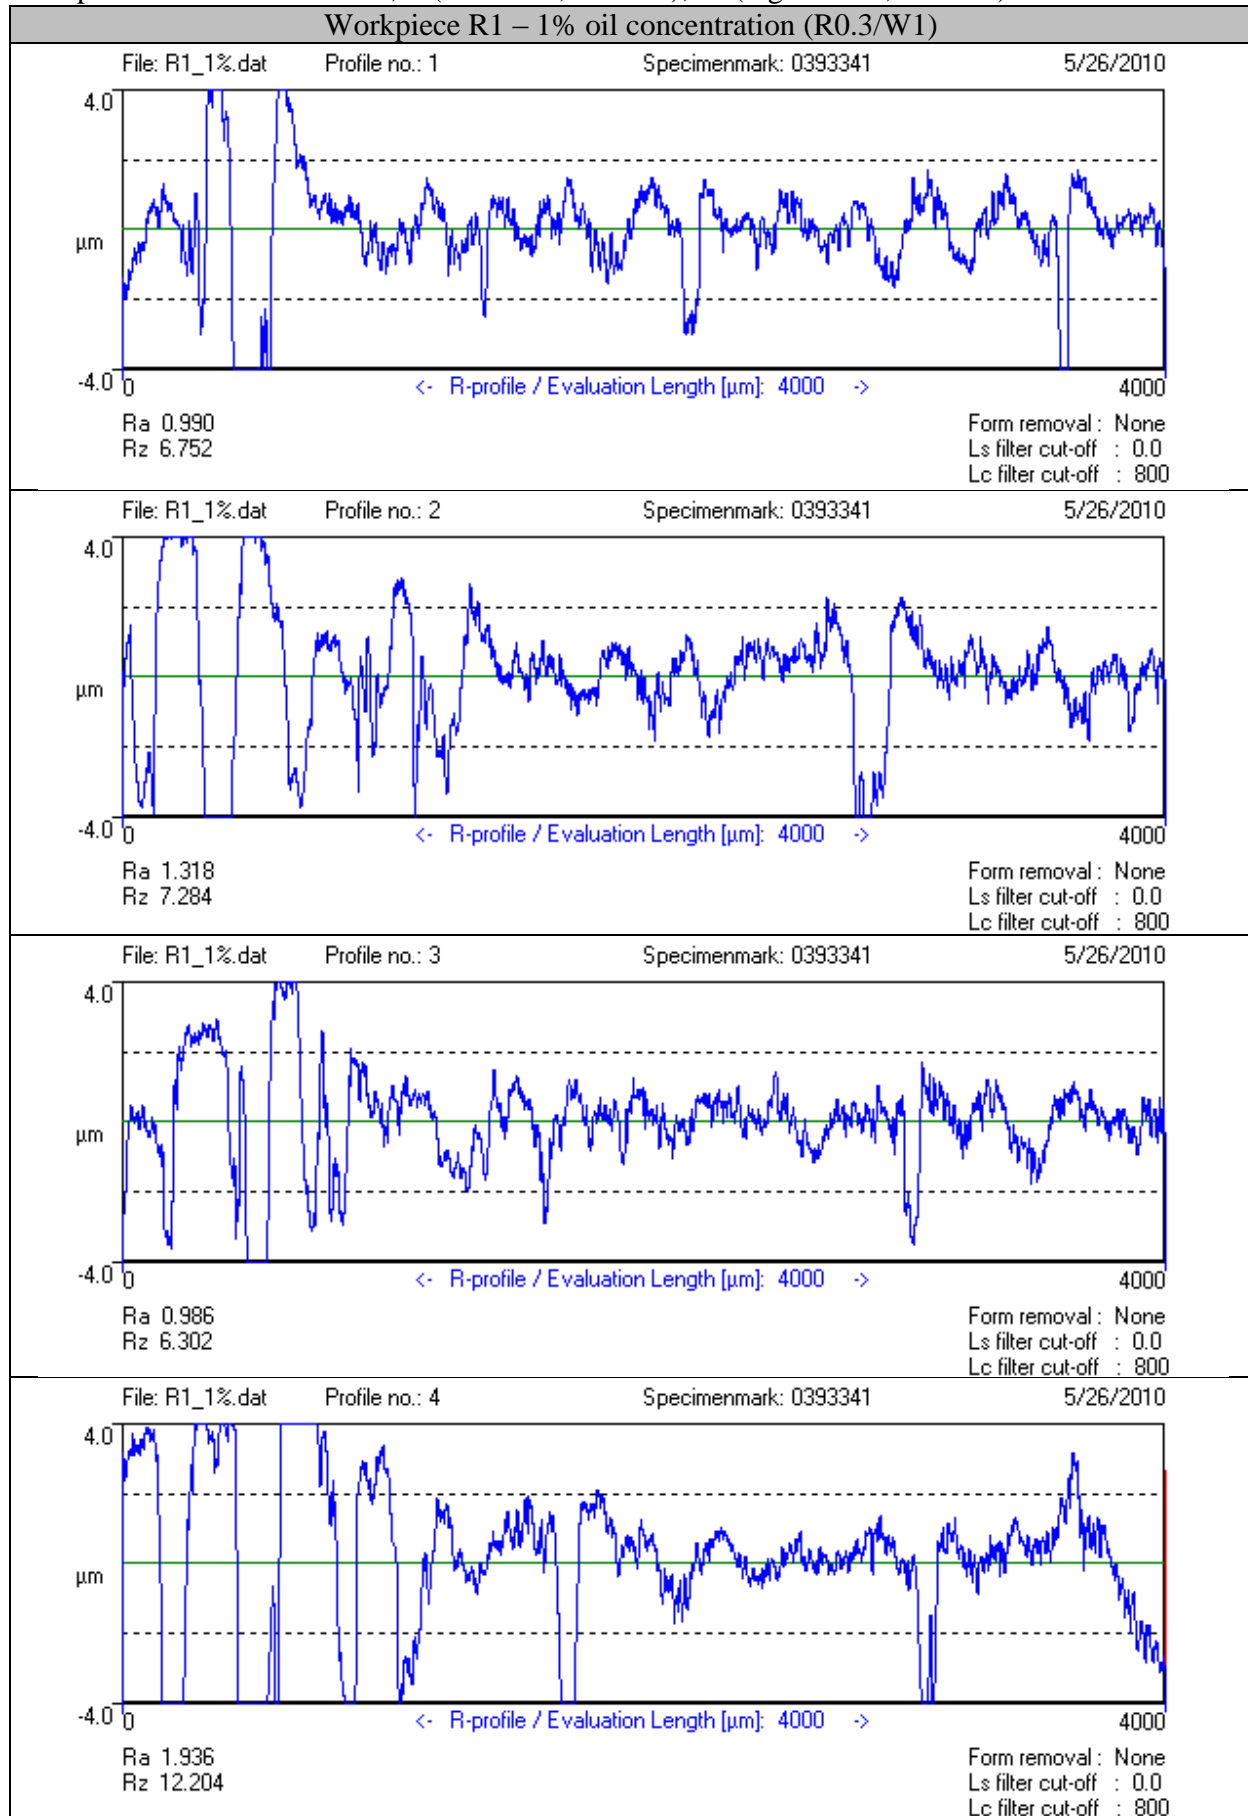 Workpiece R1 – 1% oil concentration (R0.3/W1)
File: R1_1%.dat Profile no.: 1 Specimenmark: 0393341 5/26/2010
4.0
µm
-4.0 0 <- R-profile / Evaluation Length [µm]: 4000 -> 4000
Ra 0.990 Form removal : None
Rz 6.752 Ls filter cut-off : 0.0
Lc filter cut-off : 800
File: R1_1%.dat Profile no.: 2 Specimenmark: 0393341 5/26/2010
4.0
µm
-4.0 0 <- R-profile / Evaluation Length [µm]: 4000 -> 4000
Ra 1.318 Form removal : None
Rz 7.284 Ls filter cut-off : 0.0
Lc filter cut-off : 800
File: R1_1%.dat Profile no.: 3 Specimenmark: 0393341 5/26/2010
4.0
µm
-4.0 0 <- R-profile / Evaluation Length [µm]: 4000 -> 4000
Ra 0.986 Form removal : None
Rz 6.302 Ls filter cut-off : 0.0
Lc filter cut-off : 800
File: R1_1%.dat Profile no.: 4 Specimenmark: 0393341 5/26/2010
4.0
µm
-4.0 0 <- R-profile / Evaluation Length [µm]: 4000 -> 4000
Ra 1.936 Form removal : None
Rz 12.204 Ls filter cut-off : 0.0
Lc filter cut-off : 800